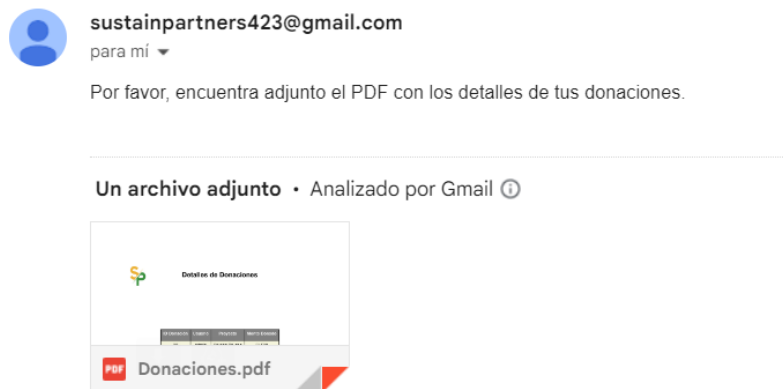 sustainpartners423@gmail.com
para mí
Por favor, encuentra adjunto el PDF con los detalles de tus donaciones.
Un archivo adjunto • Analizado por Gmail
SP
Detalles de Donaciones
PDF Donaciones.pdf